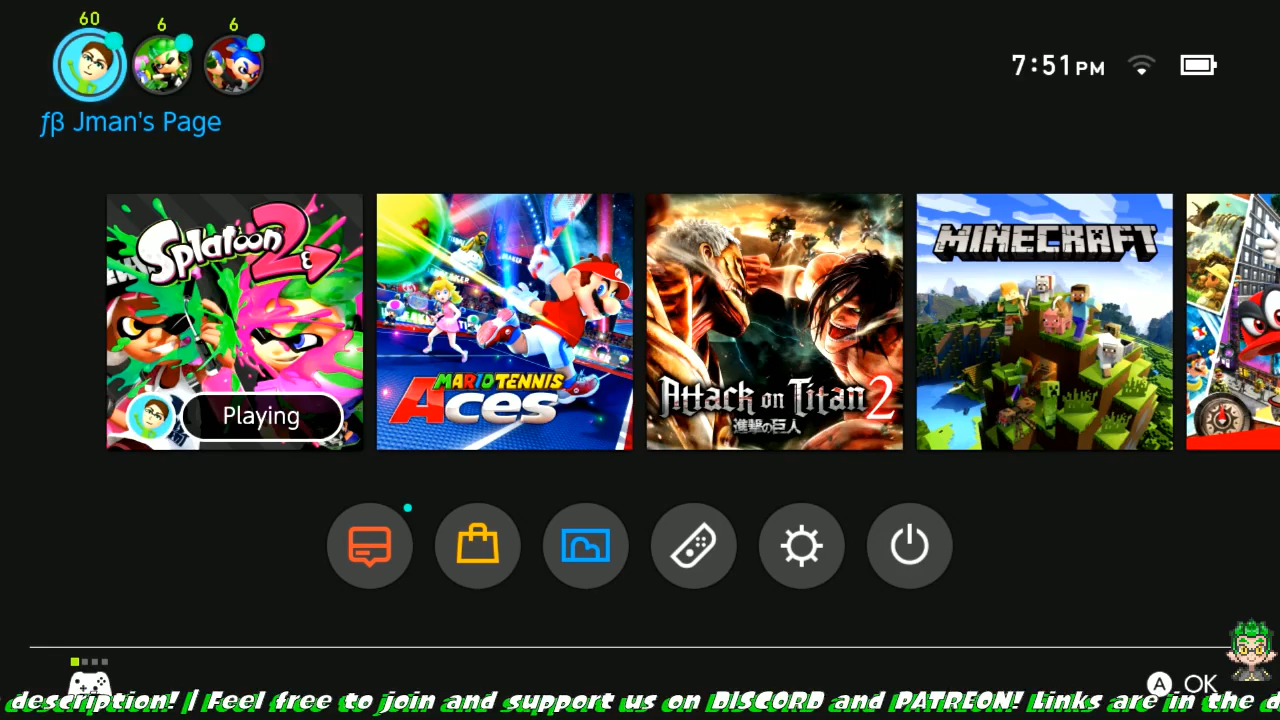 60
6
6
7:51 PM
ƒβ Jman's Page
Splatoon 2
Playing
MARIO TENNIS
ACES
Attack on Titan 2
進撃の巨人
MINECRAFT
A OK
description! | Feel free to join and support us on DISCORD and PATREON! Links are in the d